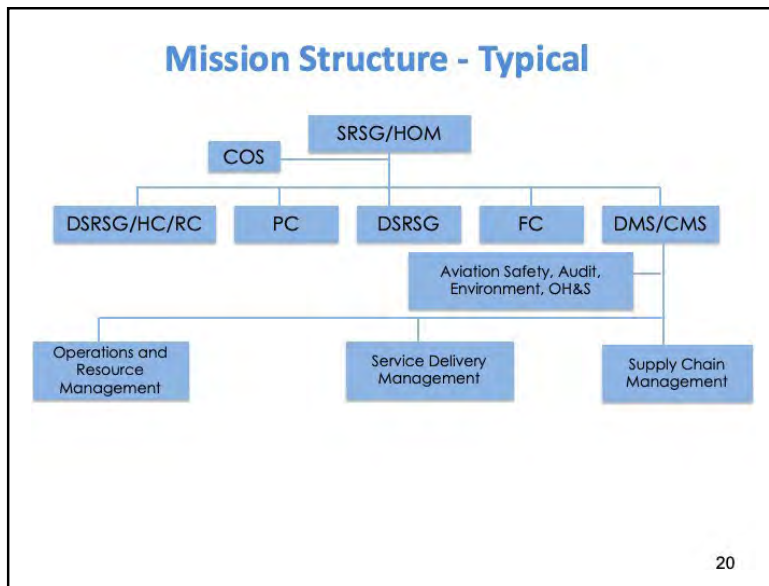 Mission Structure - Typical
SRSG/HOM
COS
DSRSG/HC/RC
PC
DSRSG
FC
DMS/CMS
Aviation Safety, Audit,
Environment, OH&S
Operations and
Resource
Management
Service Delivery
Management
Supply Chain
Management
20